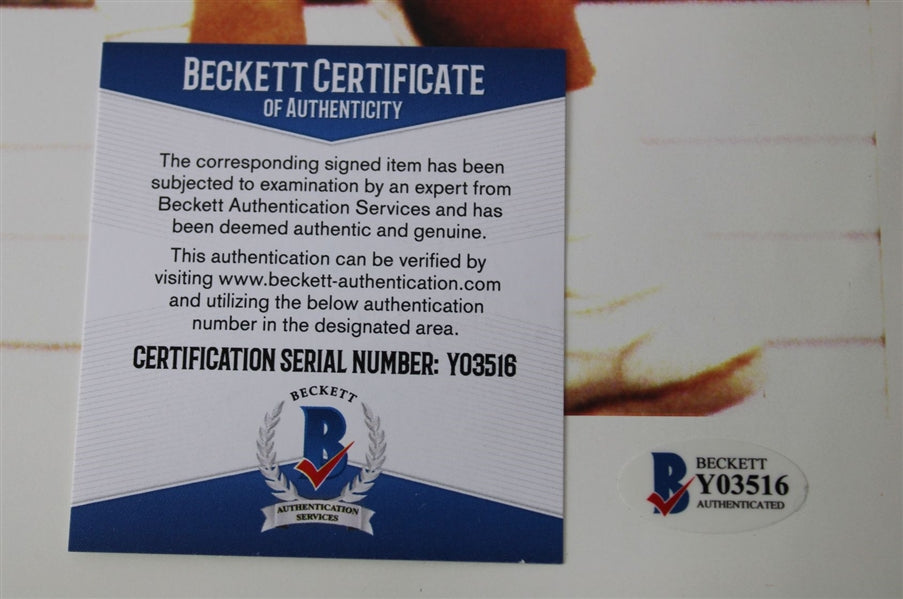 BECKETT CERTIFICATE
OF AUTHENTICITY
The corresponding signed item has been
subjected to examination by an expert from
Beckett Authentication Services and has
been deemed authentic and genuine.
This authentication can be verified by
visiting www.beckett-authentication.com
and utilizing the below authentication
number in the designated area.
CERTIFICATION SERIAL NUMBER: Y03516
BECKETT
B
AUTHENTICATION
SERVICES
B
BECKETT
Y03516
AUTHENTICATED